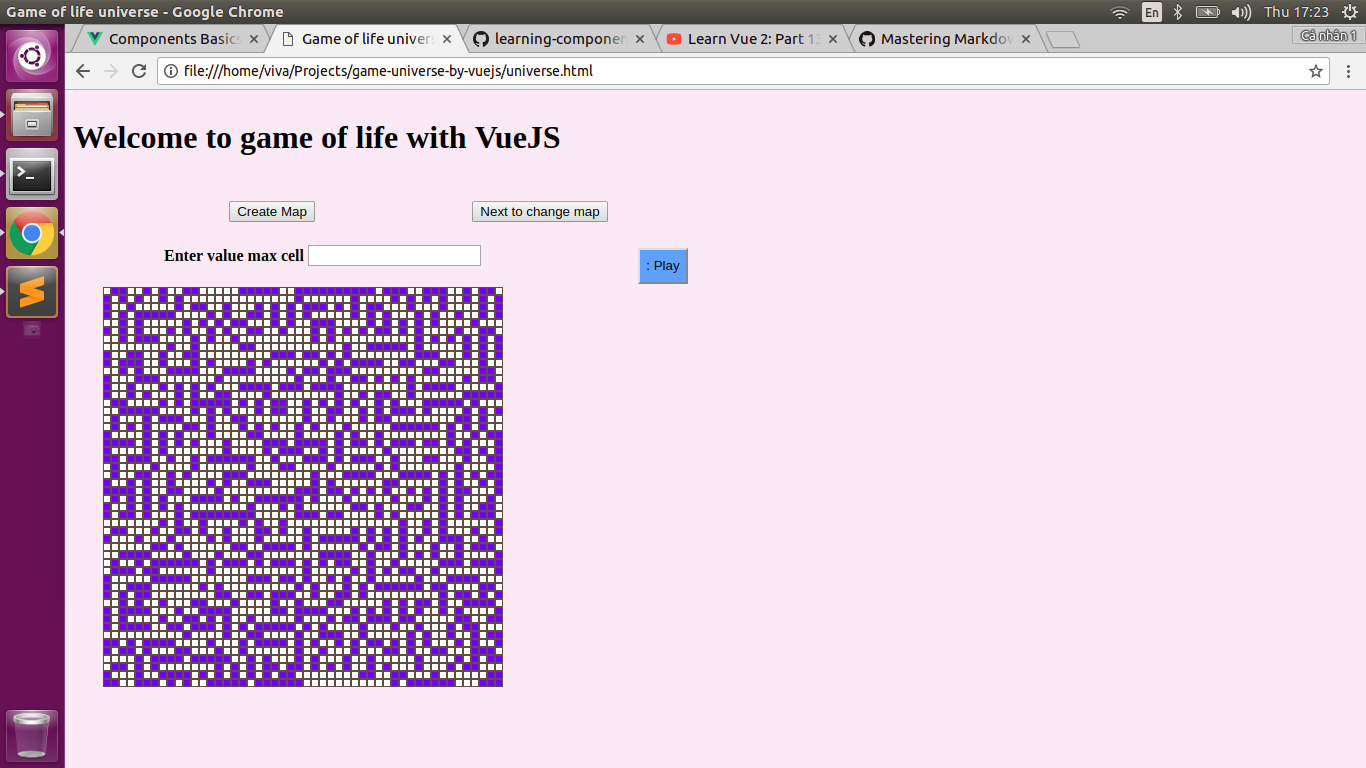 Game of life universe - Google Chrome
En
Thu 17:23
Components Basics
Game of life univer
learning-componen
Learn Vue 2: Part 13
Mastering Markdow
Cá nhân 1
file:///home/viva/Projects/game-universe-by-vuejs/universe.html
Welcome to game of life with VueJS
Create Map
Next to change map
Enter value max cell
: Play